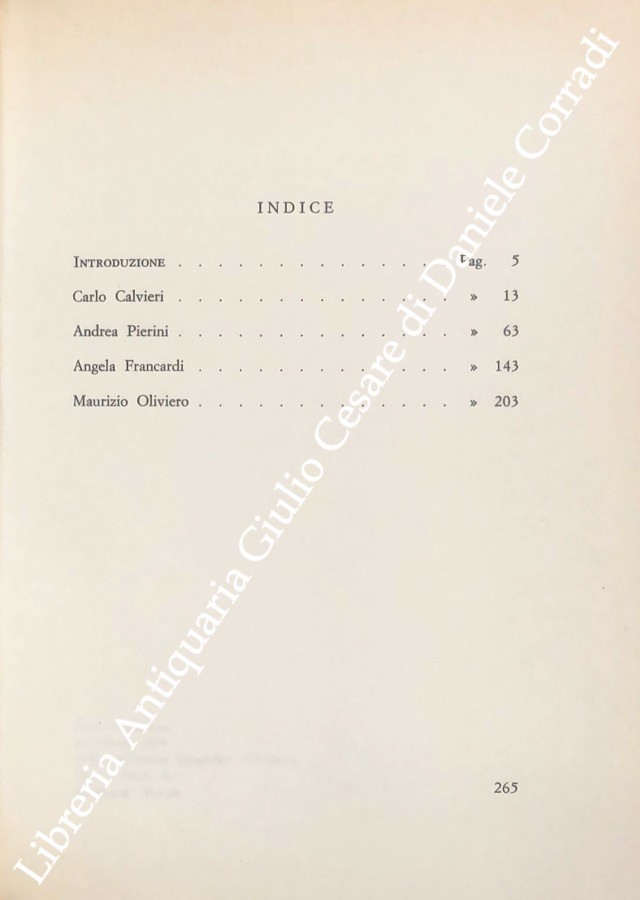 INDICE
INTRODUZIONE . . . . . . . . . . . . . Pag. 5
Carlo Calvieri . . . . . . . . . . . . . . » 13
Andrea Pierini . . . . . . . . . . . . . . » 63
Angela Francardi . . . . . . . . . . . . . » 143
Maurizio Oliviero . . . . . . . . . . . . . » 203
265
Libreria Antiquaria Giulio Cesare di Daniele Corradi